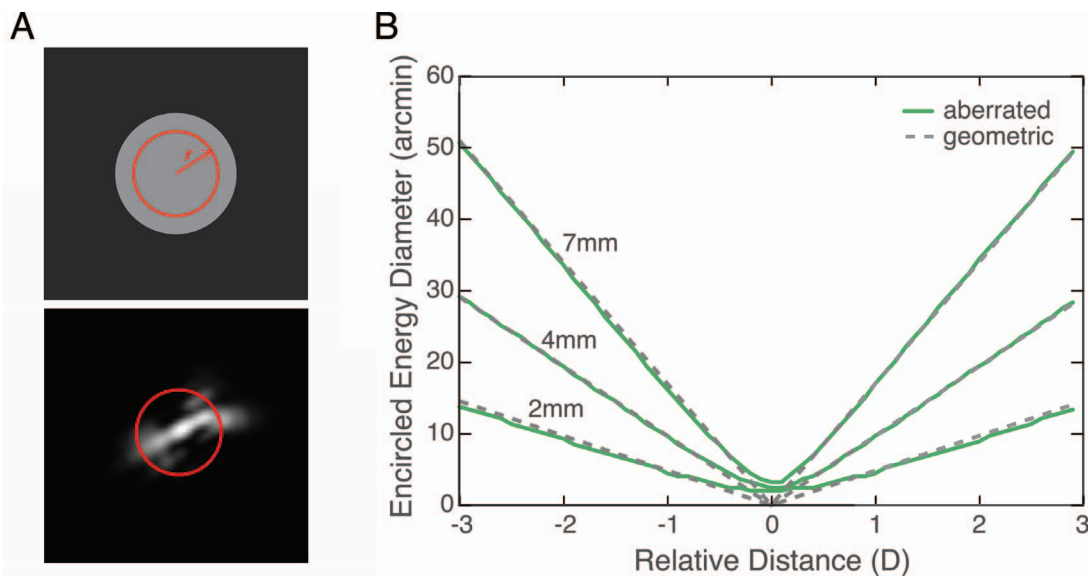 A
r
B
Encircled Energy Diameter (arcmin)
60
50
40
30
20
10
0
aberrated
geometric
7mm
4mm
2mm
-3
-2
-1
0
1
2
3
Relative Distance (D)